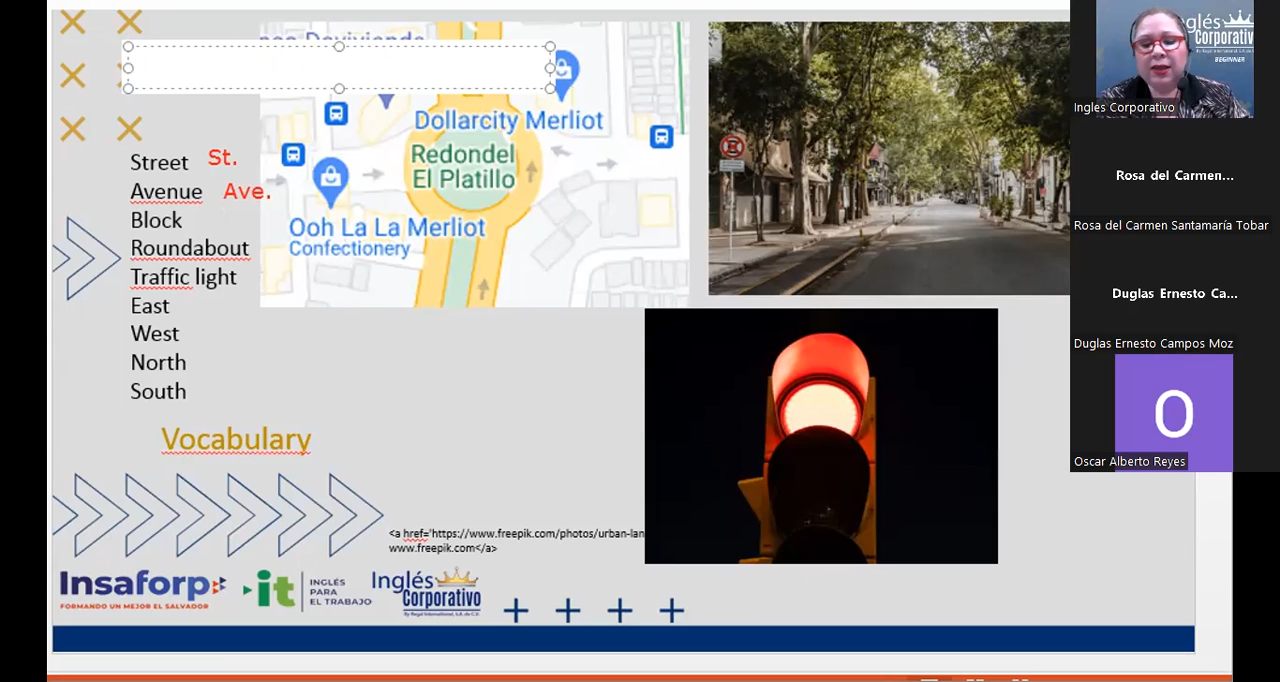 Dollarcity Merliot
Redondel
El Platillo
Ooh La La Merliot
Confectionery
Street St.
Avenue Ave.
Block
Roundabout
Traffic light
East
West
North
South
Vocabulary
<a href='https://www.freepik.com/photos/urban-lan
www.freepik.com</a>
Insaforp
FORMANDO UN MEJOR EL SALVADOR
it
INGLÉS
PARA
EL TRABAJO
Inglés
Corporativo
glés
Corporativ
BEGINNER
Ingles Corporativo
Rosa del Carmen...
Rosa del Carmen Santamaría Tobar
Duglas Ernesto Ca...
Duglas Ernesto Campos Moz
O
Oscar Alberto Reyes